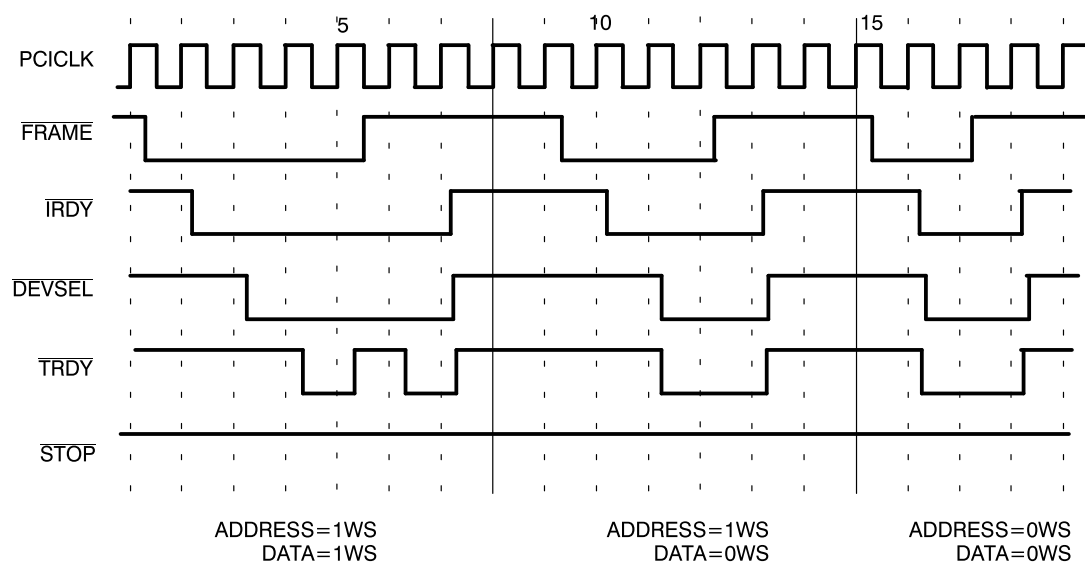 5 10 15
PCICLK
FRAME
IRDY
DEVSEL
TRDY
STOP
ADDRESS=1WS ADDRESS=1WS ADDRESS=0WS
DATA=1WS DATA=0WS DATA=0WS